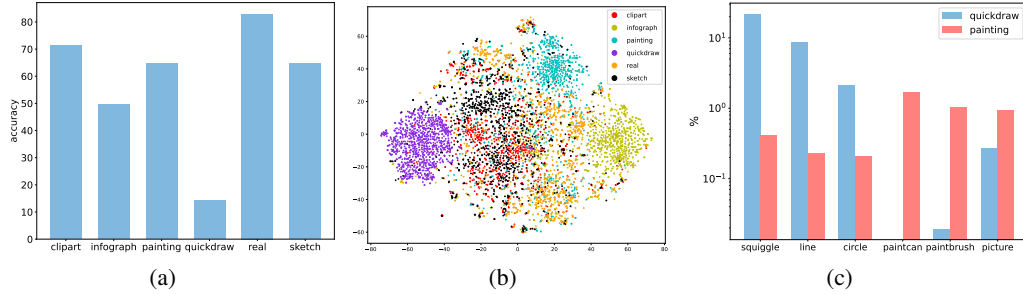 accuracy
80
70
60
50
40
30
20
10
0
clipart infograph painting quickdraw real sketch
(a)
clipart
infograph
painting
quickdraw
real
sketch
60
40
20
0
−20
−40
−60
−80 −60 −40 −20 0 20 40 60 80
(b)
quickdraw
painting
%
10¹
10⁰
10⁻¹
squiggle line circle paintcan paintbrush picture
(c)